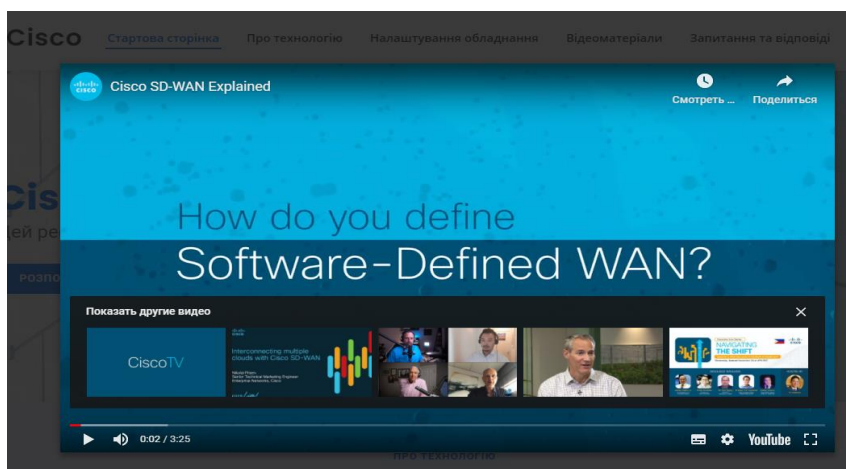 Cisco Стартова сторінка Про технологію Налаштування обладнання Відеоматеріали Запитання та відповіді
Cisco SD-WAN Explained
Смотреть ... Поделиться
Cis
How do you define
Software-Defined WAN?
РОЗПО
Показать другие видео
CiscoTV
Interconnecting multiple
clouds with Cisco SD-WAN
NAVIGATING
THE SHIFT
0:02 / 3:25
YouTube
ПРО ТЕХНОЛОГІЮ